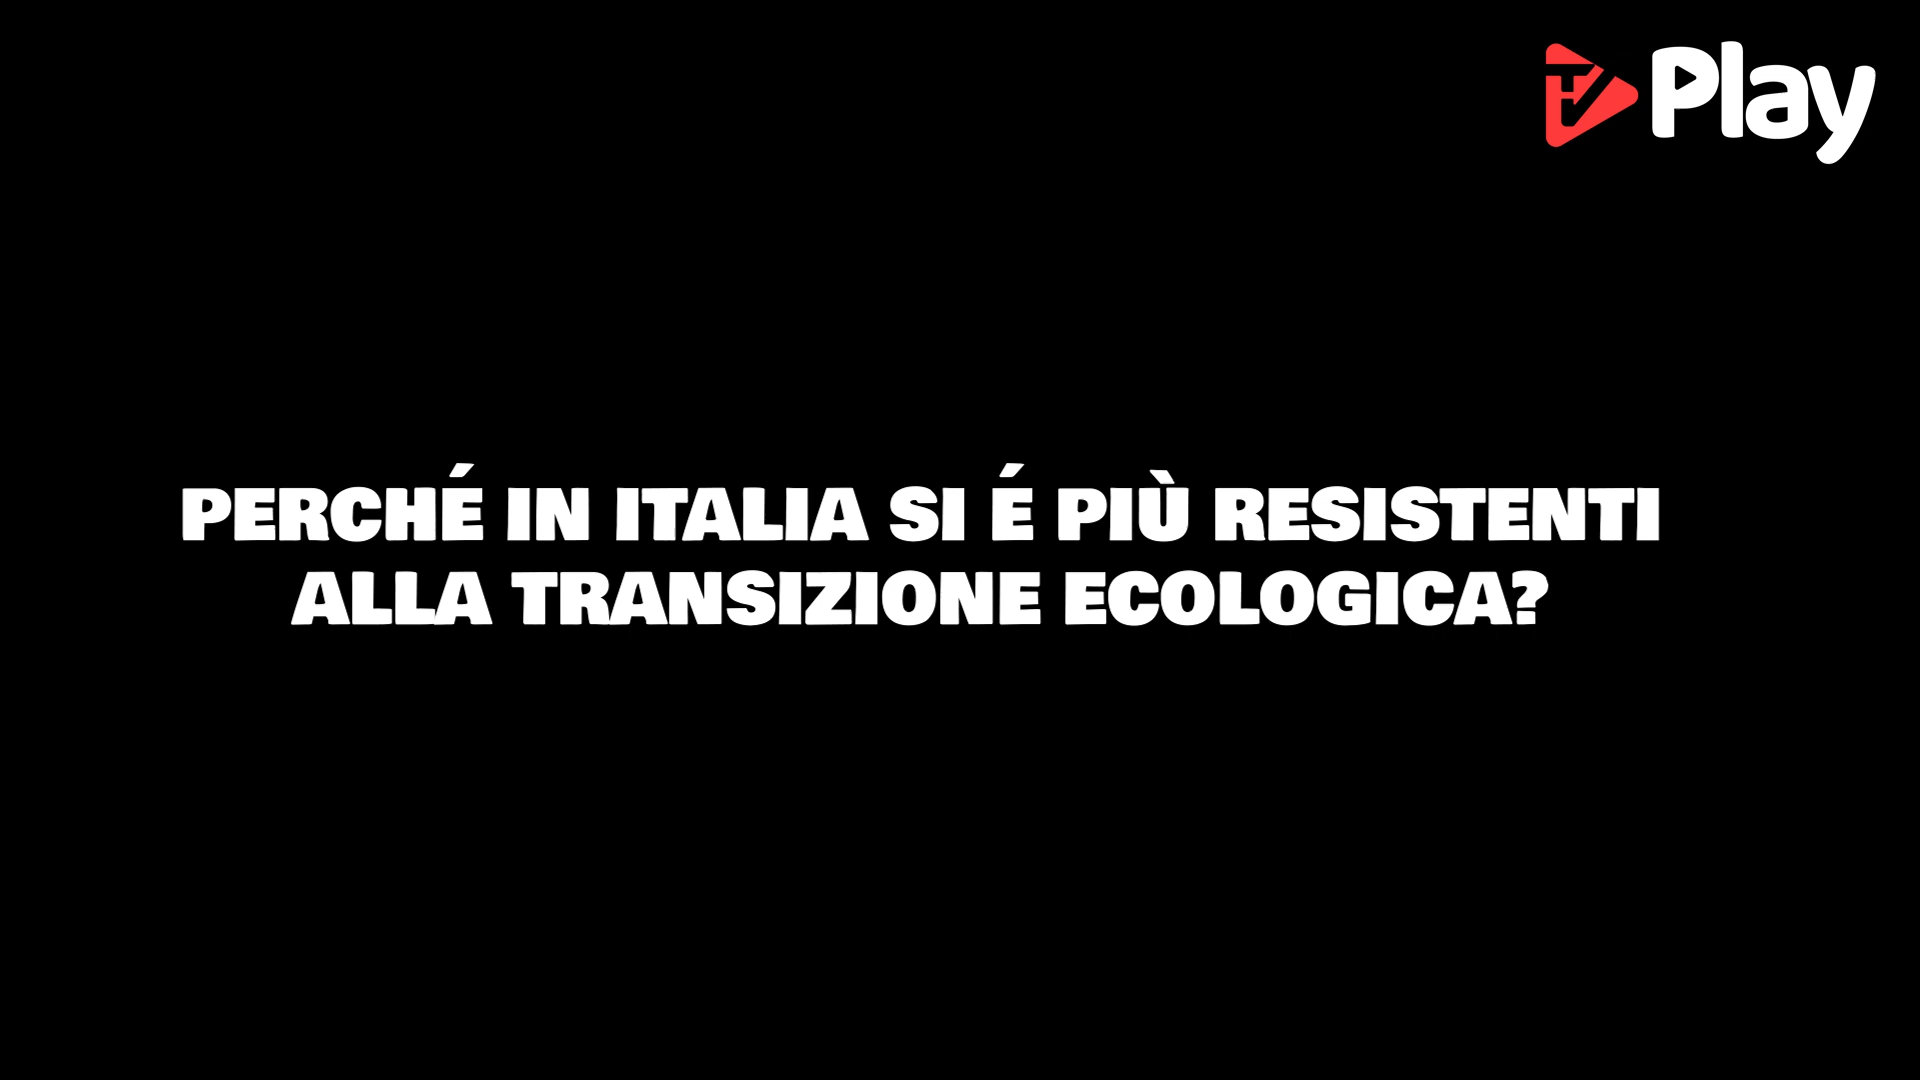 Play
PERCHÉ IN ITALIA SI É PIÙ RESISTENTI
ALLA TRANSIZIONE ECOLOGICA?